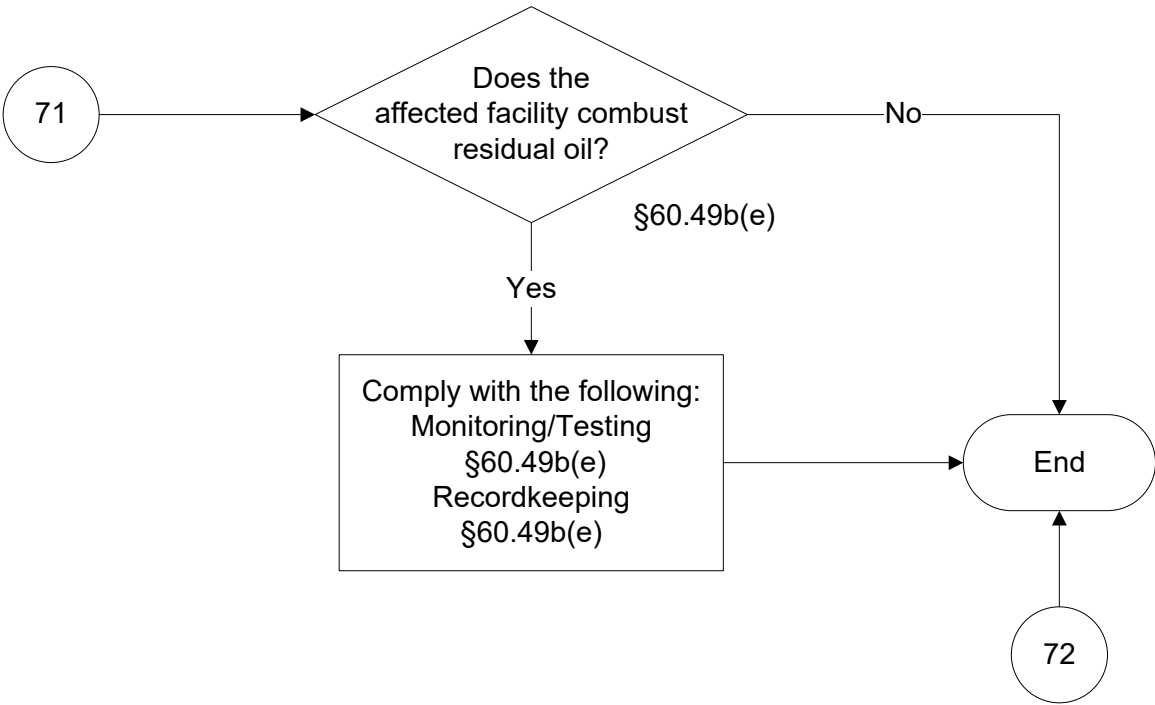 Does the
affected facility combust
residual oil?
71
No
§60.49b(e)
Yes
Comply with the following:
Monitoring/Testing
§60.49b(e)
Recordkeeping
§60.49b(e)
End
72